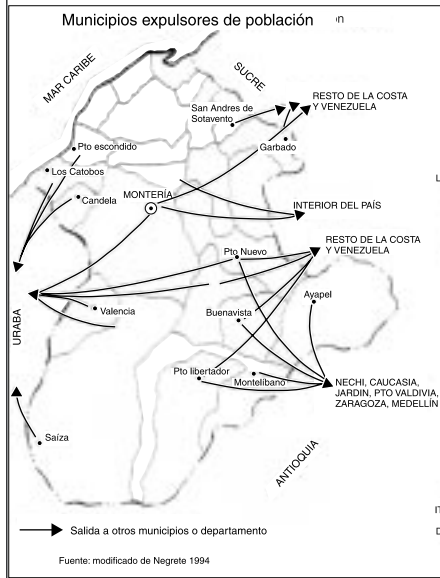 Municipios expulsores de población
ón
MAR CARIBE
SUCRE
RESTO DE LA COSTA
Y VENEZUELA
San Andres de
Sotavento
Garbado
Pto escondido
Los Catobos
Candela
MONTERÍA
INTERIOR DEL PAÍS
RESTO DE LA COSTA
Y VENEZUELA
Pto Nuevo
Ayapel
URABA
Valencia
Buenavista
Pto libertador
Montelibano
NECHI, CAUCASIA,
JARDIN, PTO VALDIVIA,
ZARAGOZA, MEDELLÍN
Saíza
ANTIOQUIA
Salida a otros municipios o departamento
Fuente: modificado de Negrete 1994